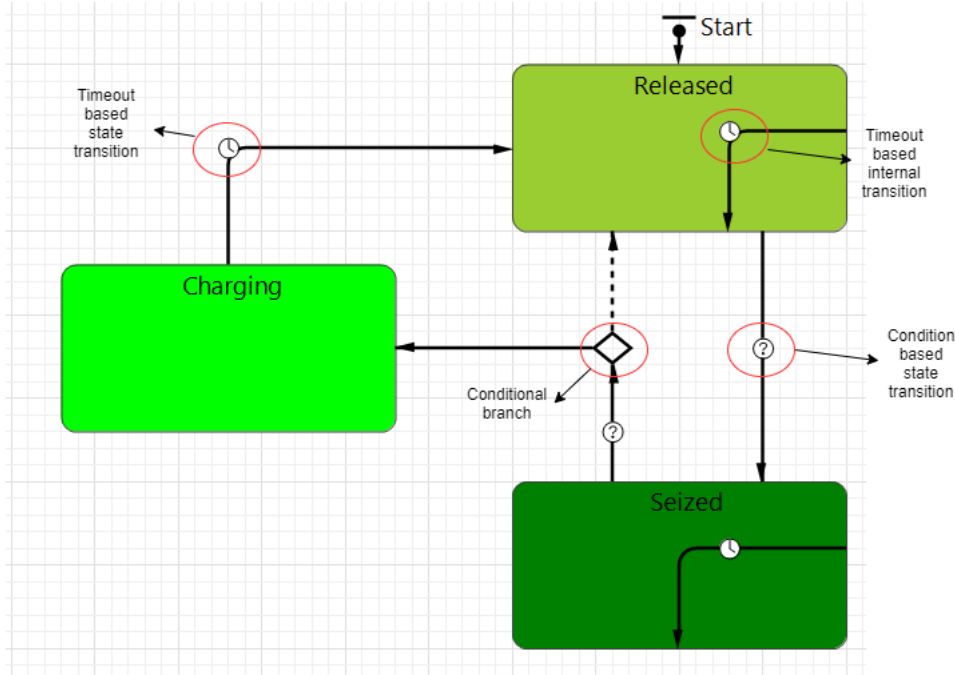 Start
Released
Timeout
based
state
transition
Timeout
based
internal
transition
Charging
Condition
based
state
transition
Conditional
branch
?
?
Seized